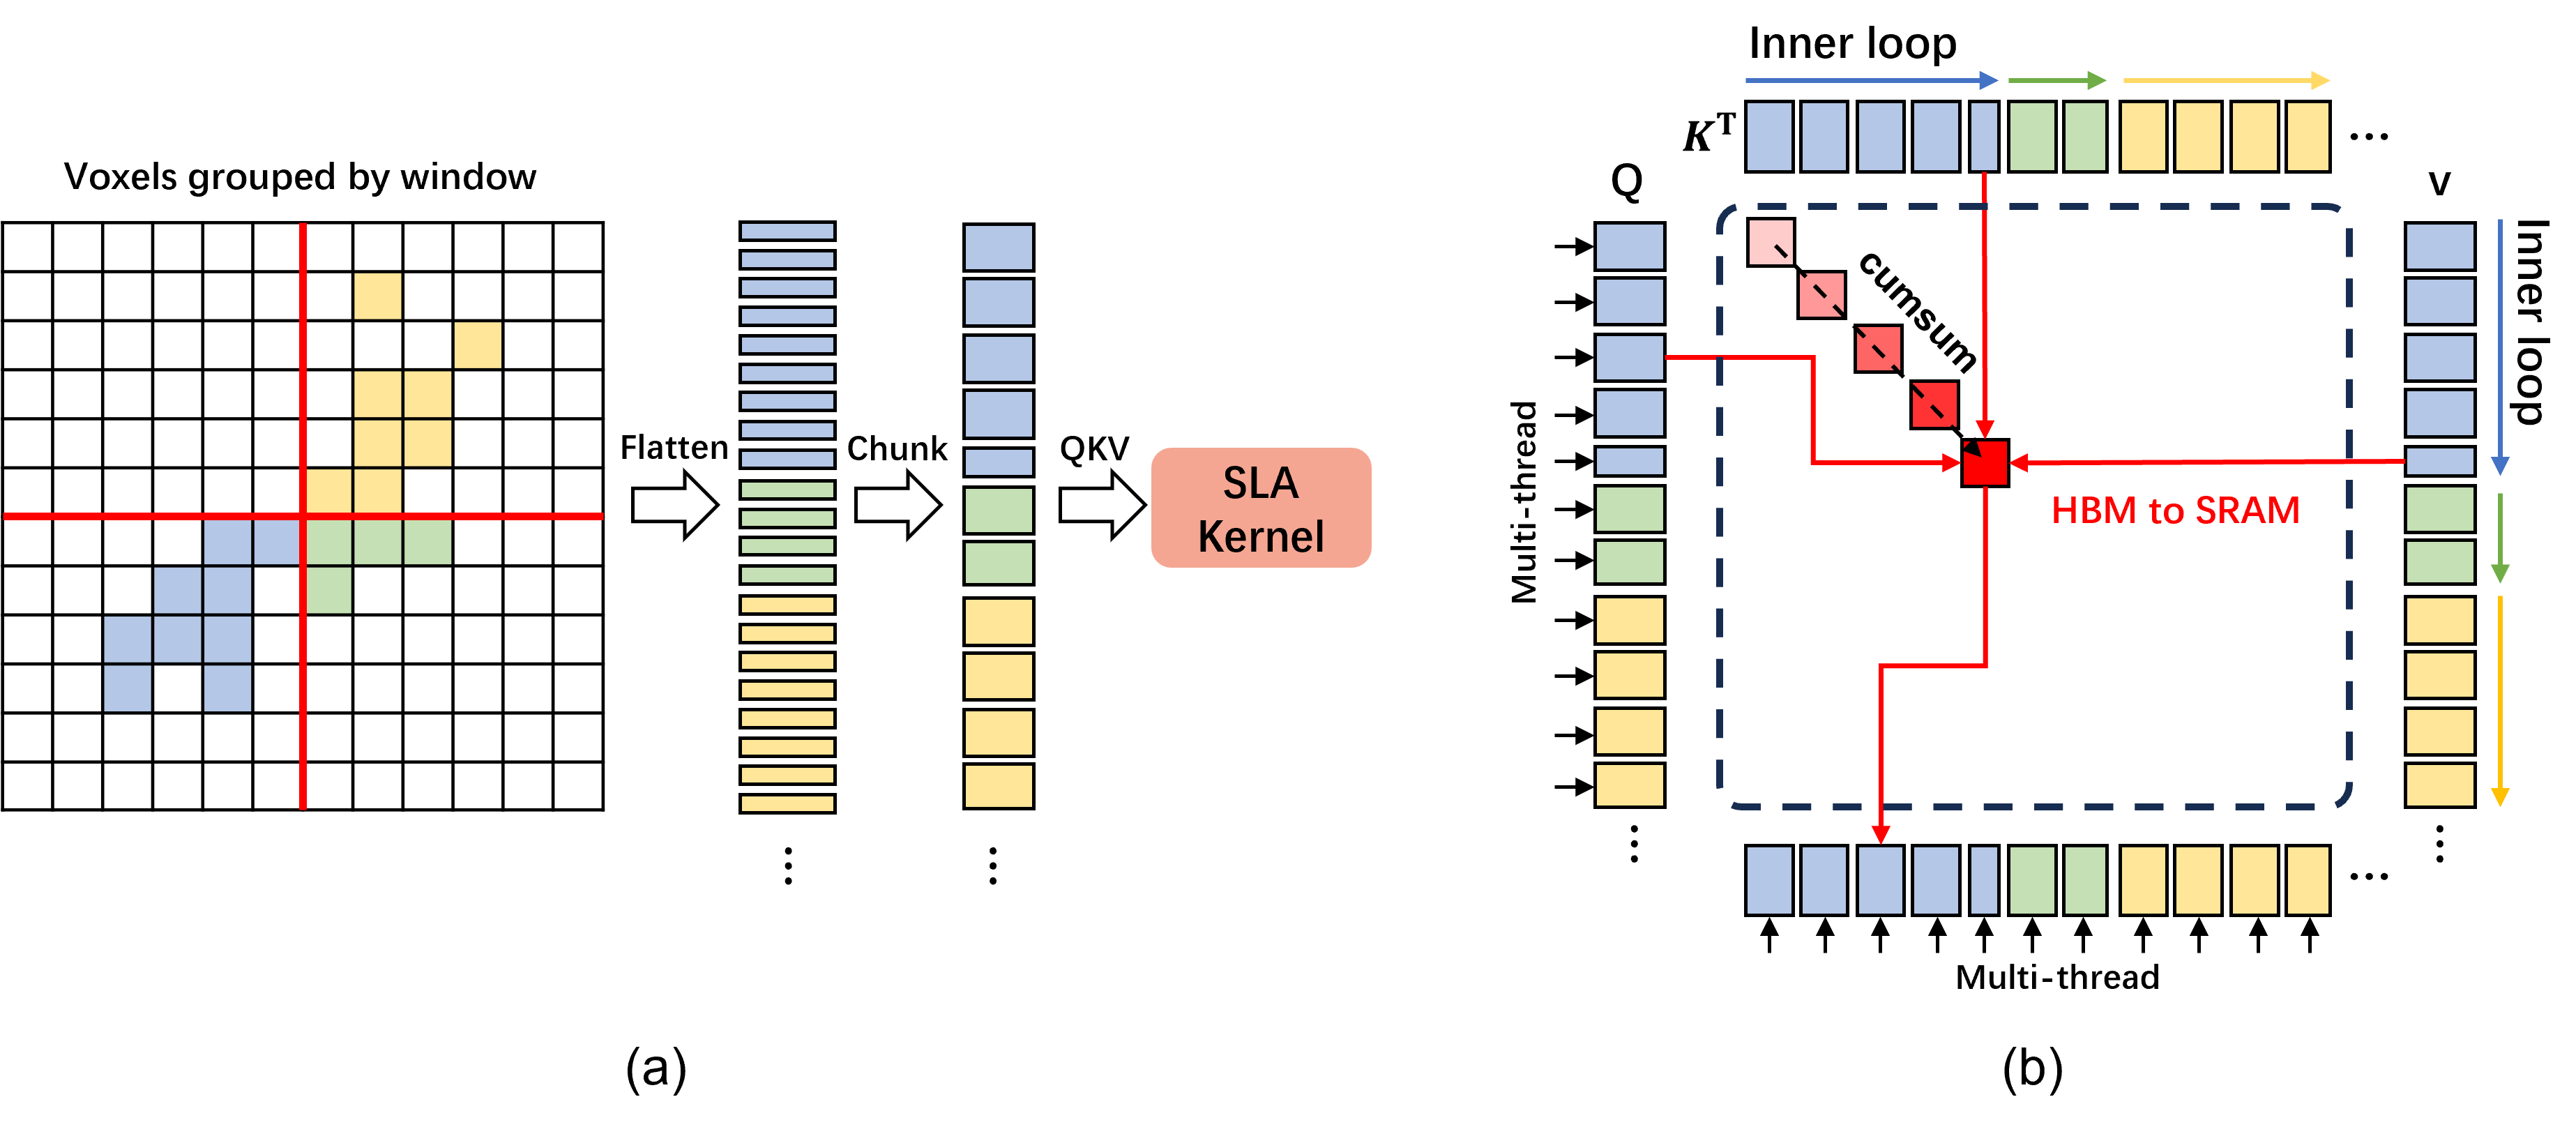 Voxels grouped by window
Flatten
Chunk
QKV
SLA
Kernel
(a)
Inner loop
K^T
...
Q
V
Multi-thread
cumsum
HBM to SRAM
Inner loop
...
Multi-thread
(b)